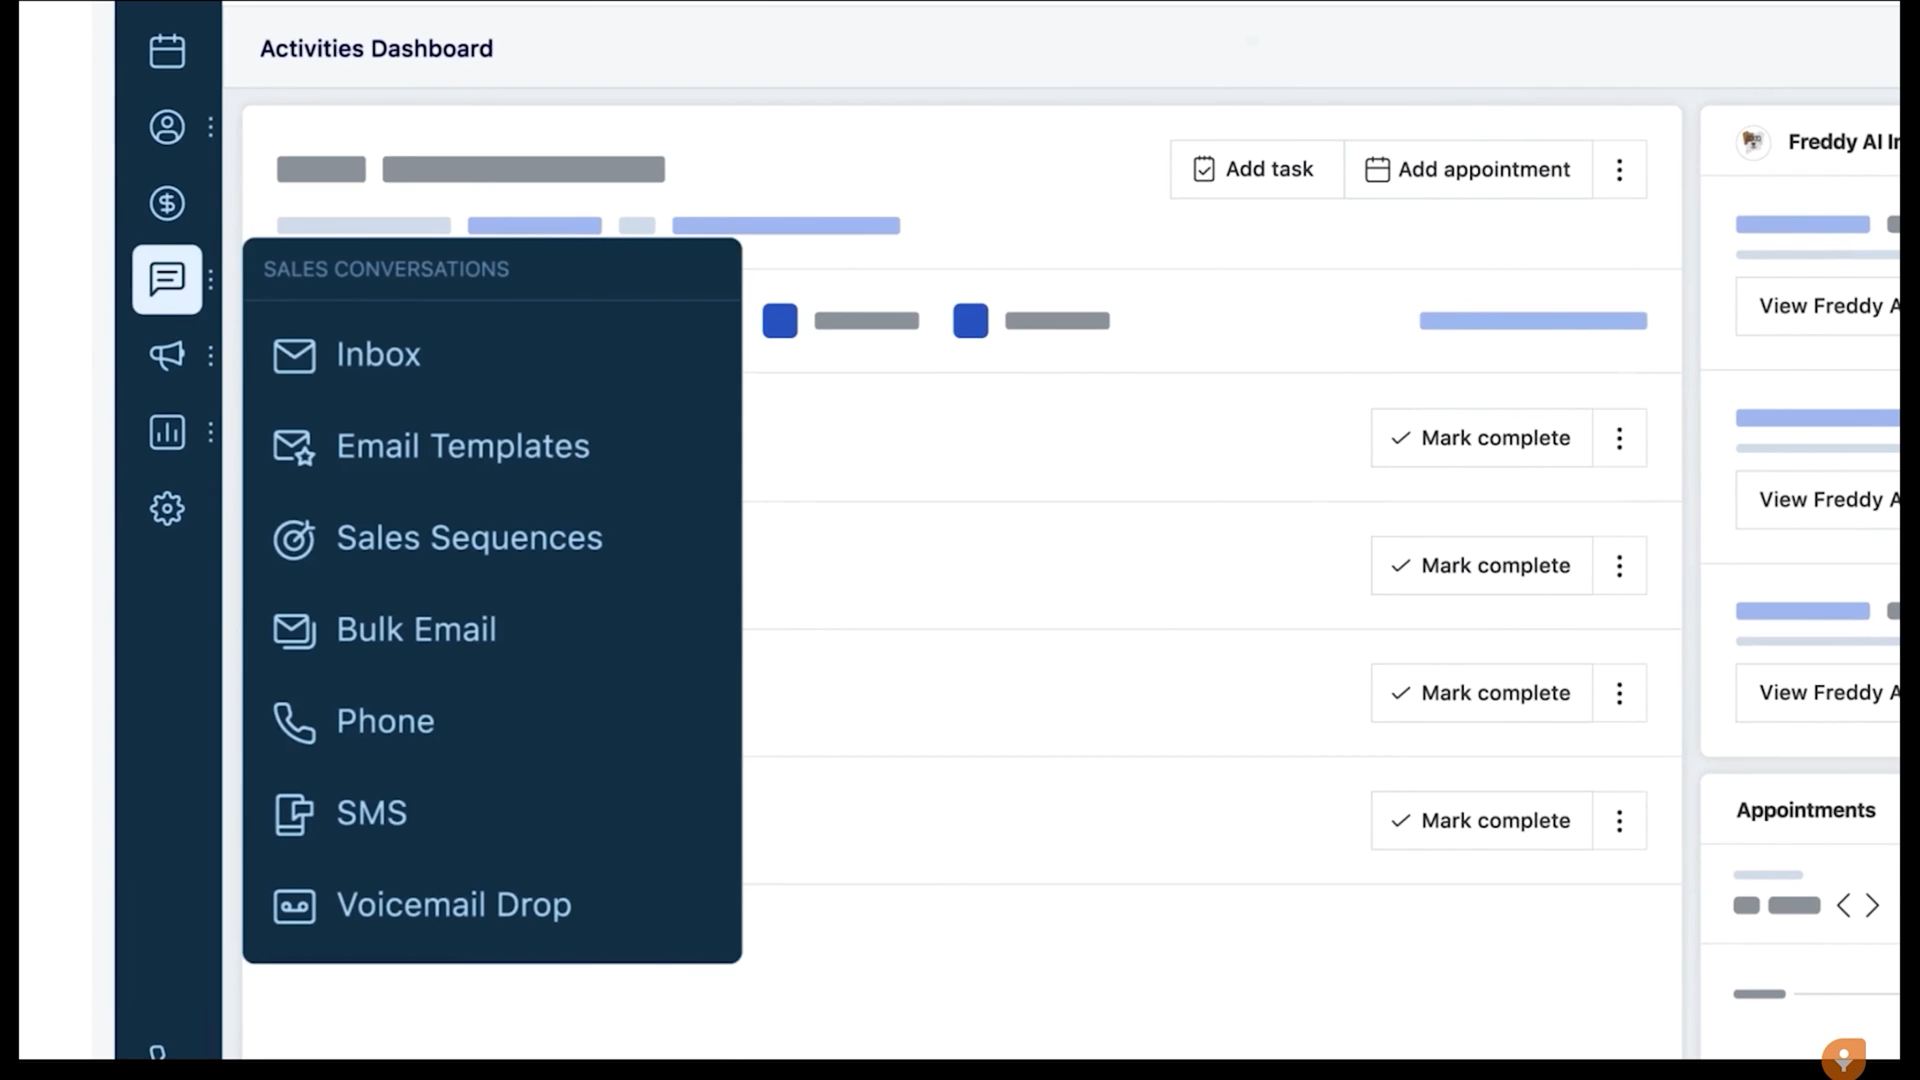 Activities Dashboard
Add task
Add appointment
Freddy AI In
View Freddy A
SALES CONVERSATIONS
Inbox
Email Templates
Sales Sequences
Bulk Email
Phone
SMS
Voicemail Drop
Mark complete
View Freddy A
Mark complete
Mark complete
View Freddy A
Mark complete
Appointments